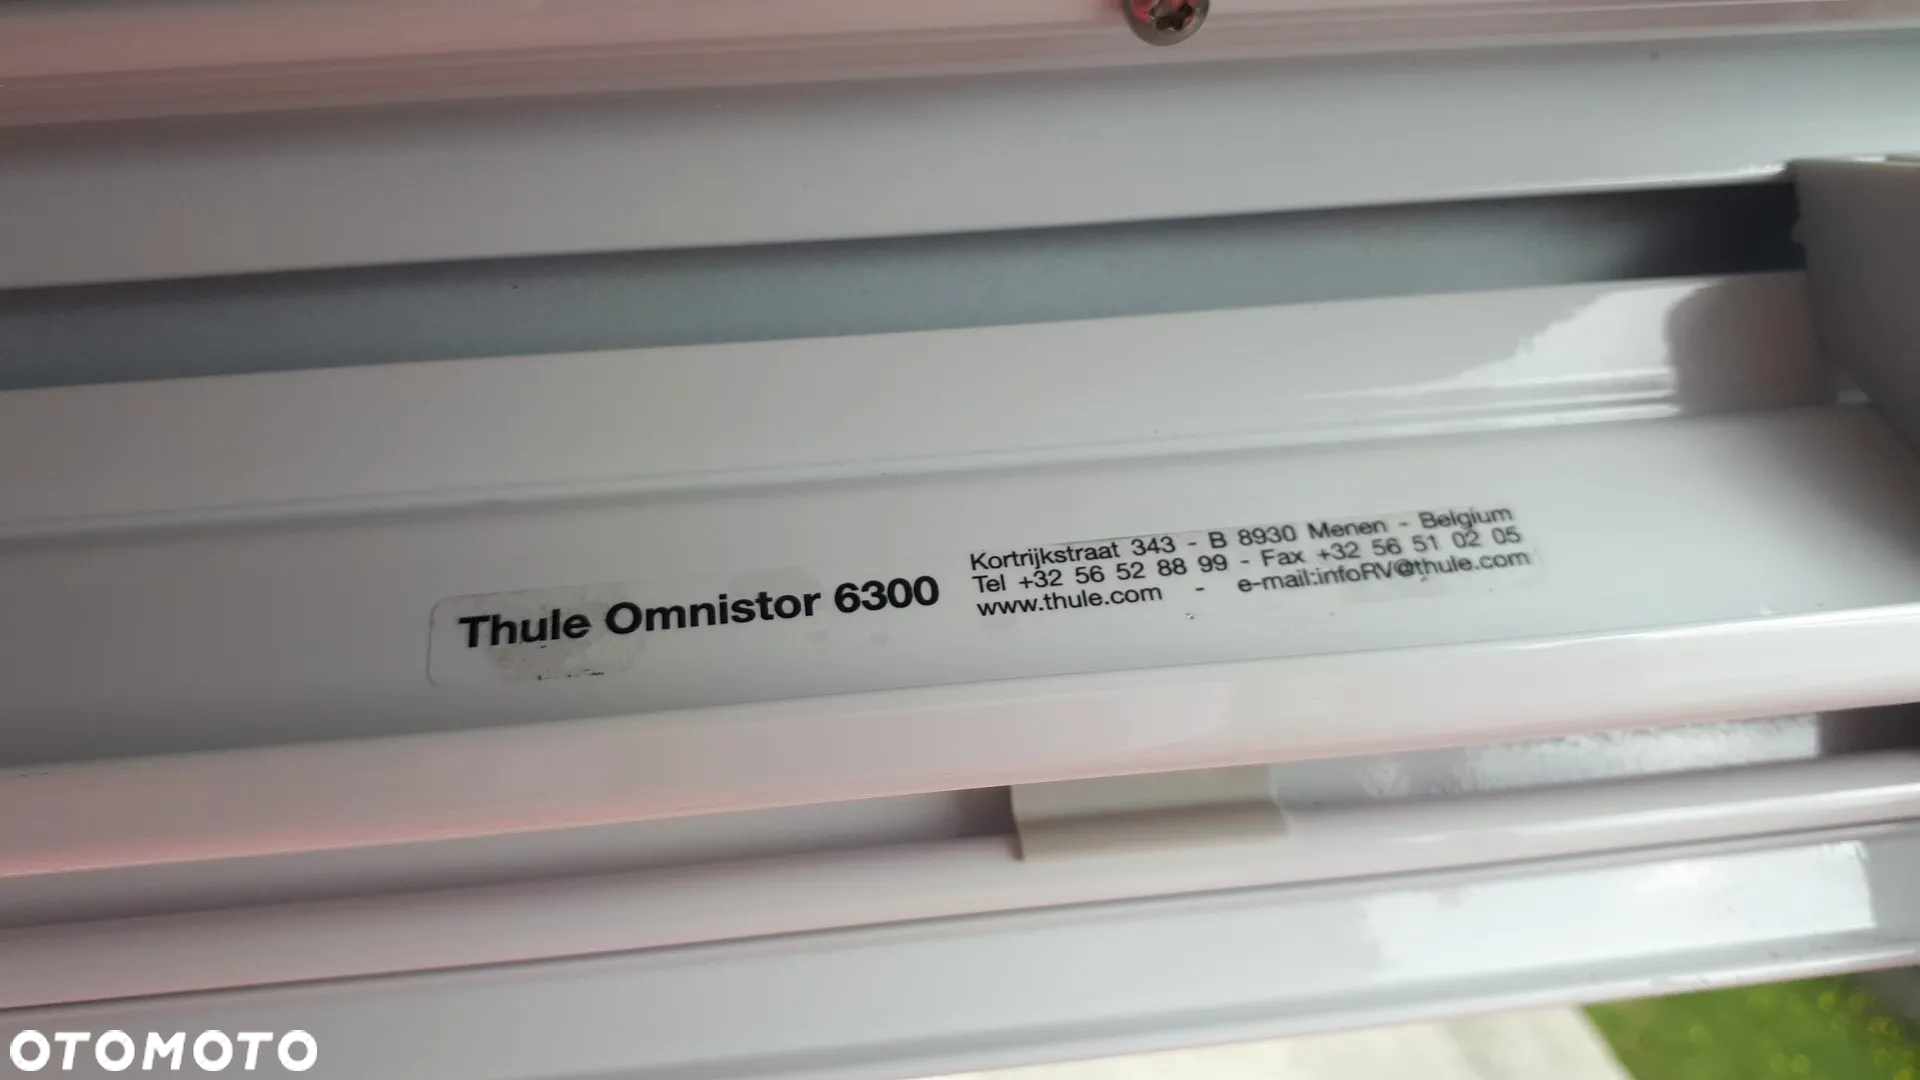 Thule Omnistor 6300
Kortrijkstraat 343 - B 8930 Menen - Belgium
Tel +32 56 52 88 99 - Fax +32 56 51 02 05
www.thule.com - e-mail:infoRV@thule.com
OTOMOTO